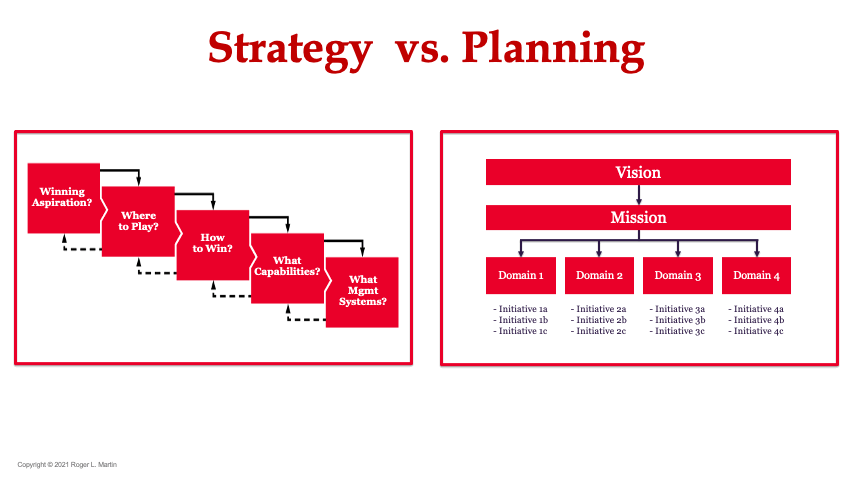 Strategy vs. Planning
Winning
Aspiration?
Where
to Play?
How
to Win?
What
Capabilities?
What
Mgmt
Systems?
Vision
Mission
Domain 1
Domain 2
Domain 3
Domain 4
- Initiative 1a
- Initiative 1b
- Initiative 1c
- Initiative 2a
- Initiative 2b
- Initiative 2c
- Initiative 3a
- Initiative 3b
- Initiative 3c
- Initiative 4a
- Initiative 4b
- Initiative 4c
Copyright © 2021 Roger L. Martin